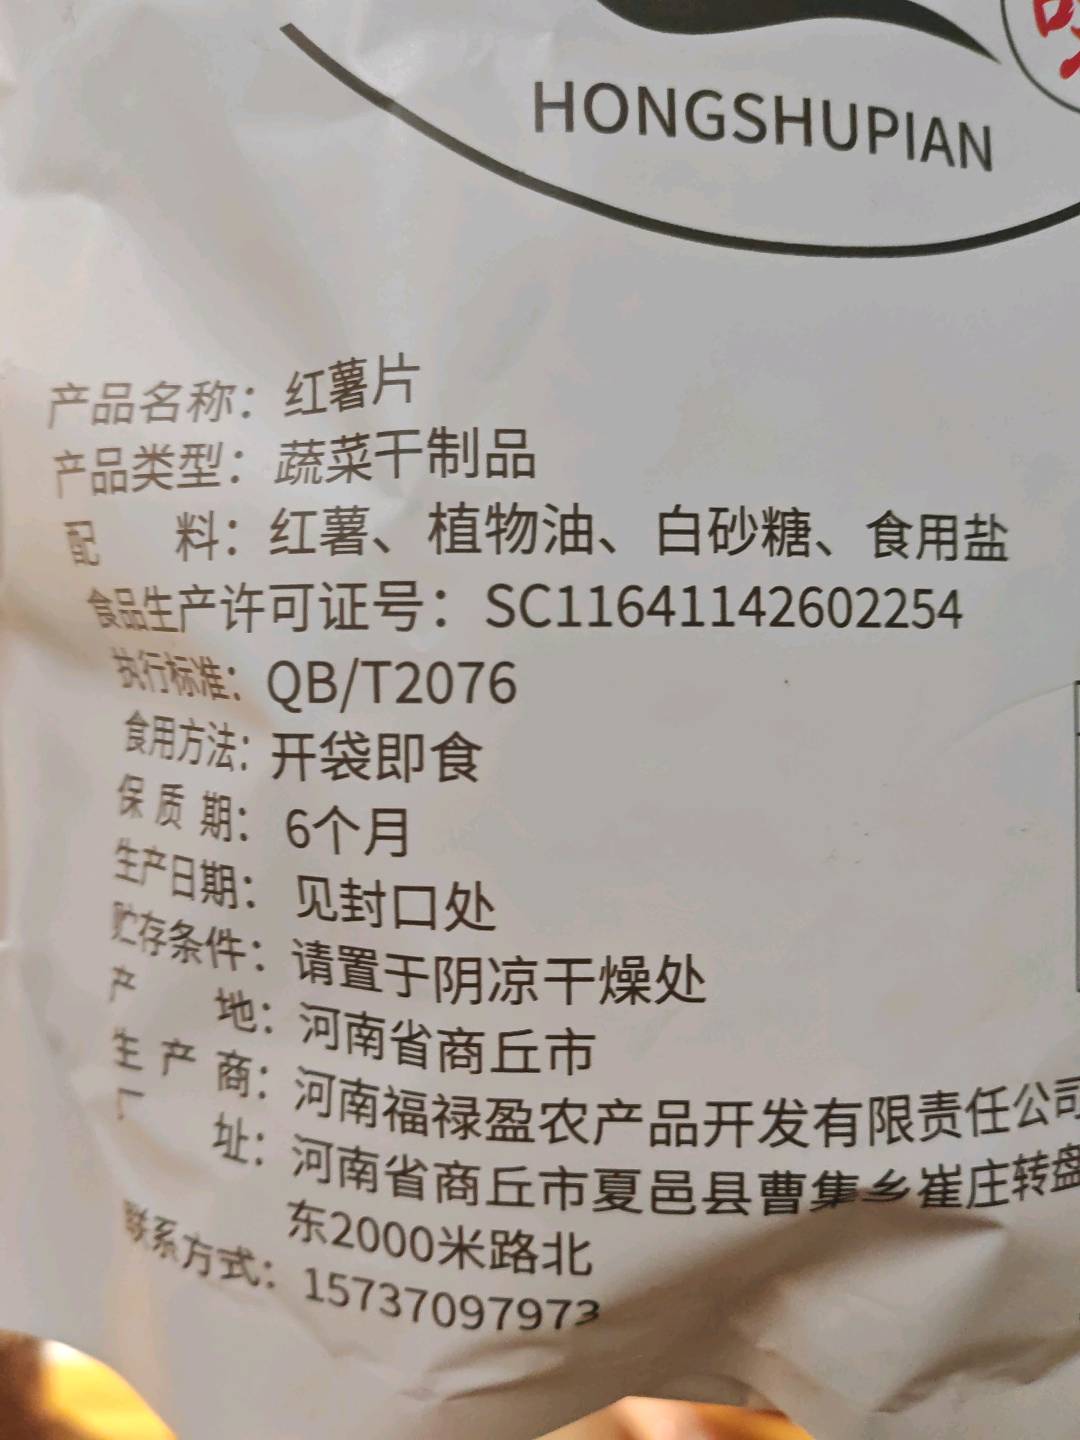 HONGSHUPIAN
产品名称：红薯片
产品类型：蔬菜干制品
配 料：红薯、植物油、白砂糖、食用盐
食品生产许可证号：SC11641142602254
执行标准：QB/T2076
食用方法：开袋即食
保质期：6个月
生产日期：见封口处
贮存条件：请置于阴凉干燥处
产 地：河南省商丘市
生产商：河南福禄盈农产品开发有限责任公司
厂 址：河南省商丘市夏邑县曹集乡崔庄转盘
东2000米路北
联系方式：15737097973